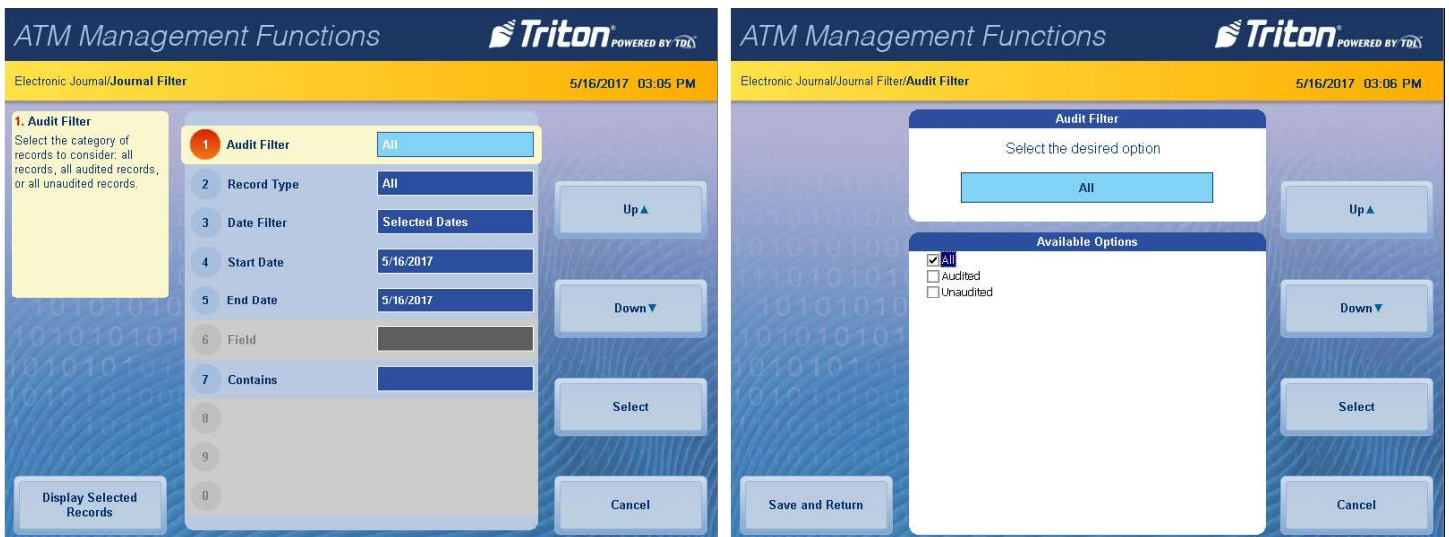 ATM Management Functions
Triton POWERED BY TDL
Electronic Journal/Journal Filter
5/16/2017 03:05 PM
1. Audit Filter
Select the category of
records to consider: all
records, all audited records,
or all unaudited records.
1 Audit Filter All
2 Record Type All
3 Date Filter Selected Dates
4 Start Date 5/16/2017
5 End Date 5/16/2017
6 Field
7 Contains
8
9
0
Up▲
Down▼
Select
Cancel
Display Selected
Records
ATM Management Functions
Triton POWERED BY TDL
Electronic Journal/Journal Filter/Audit Filter
5/16/2017 03:06 PM
Audit Filter
Select the desired option
All
Available Options
All
Audited
Unaudited
Up▲
Down▼
Select
Cancel
Save and Return